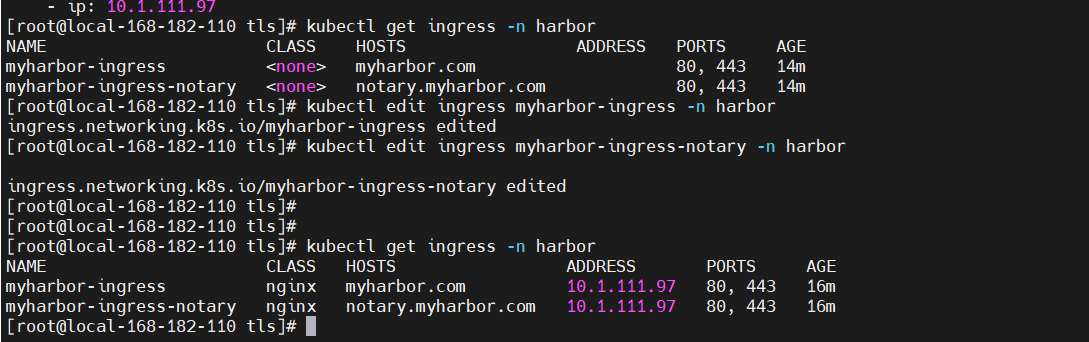 - ip: 10.1.111.97
[root@local-168-182-110 tls]# kubectl get ingress -n harbor
NAME CLASS HOSTS ADDRESS PORTS AGE
myharbor-ingress <none> myharbor.com 80, 443 14m
myharbor-ingress-notary <none> notary.myharbor.com 80, 443 14m
[root@local-168-182-110 tls]# kubectl edit ingress myharbor-ingress -n harbor
ingress.networking.k8s.io/myharbor-ingress edited
[root@local-168-182-110 tls]# kubectl edit ingress myharbor-ingress-notary -n harbor
ingress.networking.k8s.io/myharbor-ingress-notary edited
[root@local-168-182-110 tls]#
[root@local-168-182-110 tls]#
[root@local-168-182-110 tls]# kubectl get ingress -n harbor
NAME CLASS HOSTS ADDRESS PORTS AGE
myharbor-ingress nginx myharbor.com 10.1.111.97 80, 443 16m
myharbor-ingress-notary nginx notary.myharbor.com 10.1.111.97 80, 443 16m
[root@local-168-182-110 tls]#